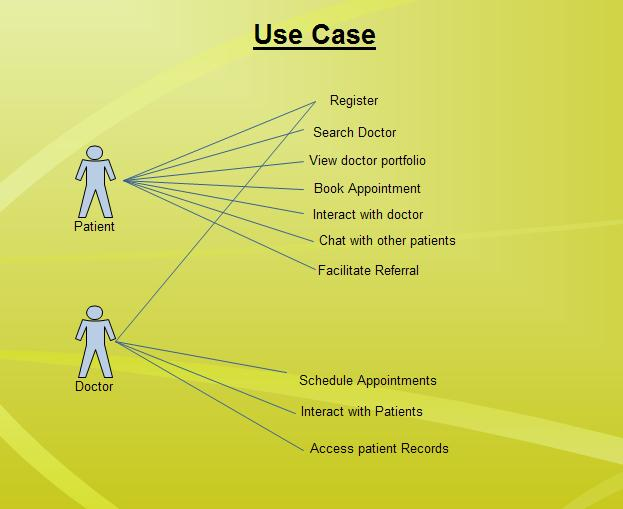 Use Case
Register
Search Doctor
View doctor portfolio
Book Appointment
Interact with doctor
Patient
Chat with other patients
Facilitate Referral
Schedule Appointments
Doctor
Interact with Patients
Access patient Records